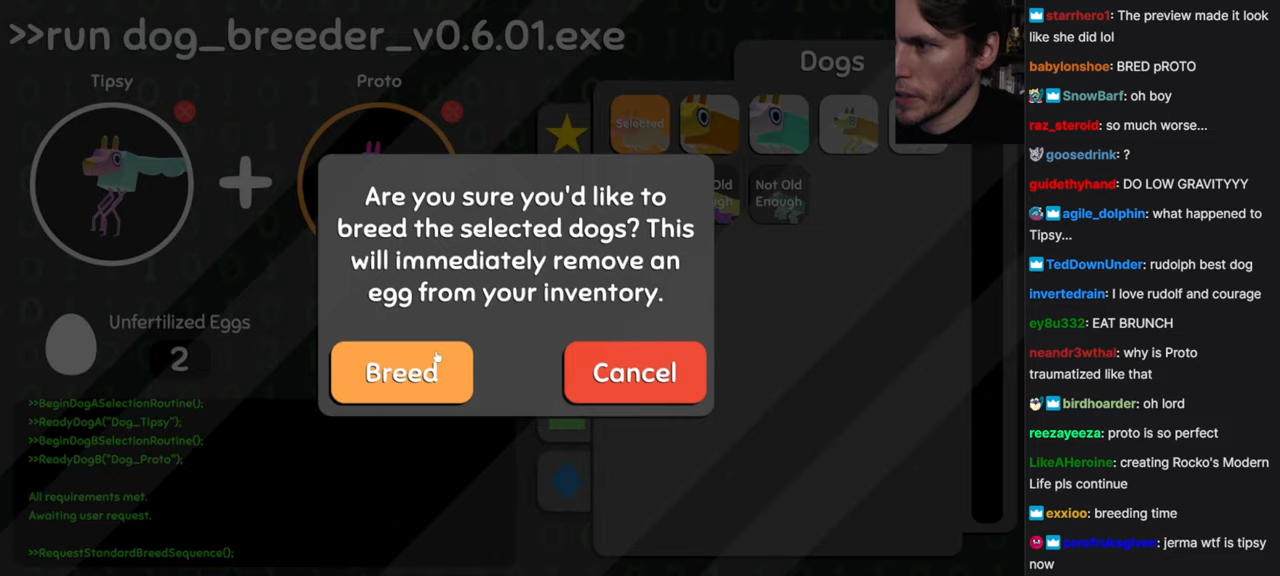 >>run dog_breeder_v0.6.01.exe
Tipsy
Proto
Dogs
Selected
Old
Not Old
Enough
Are you sure you'd like to
breed the selected dogs? This
will immediately remove an
egg from your inventory.
Breed
Cancel
Unfertilized Eggs
2
>>BeginDogASelectionRoutine();
>>ReadyDogA("Dog_Tipsy");
>>BeginDogBSelectionRoutine();
>>ReadyDogB("Dog_Proto");
All requirements met.
Awaiting user request.
>>RequestStandardBreedSequence();
starrhero1: The preview made it look
like she did lol
babylonshoe: BRED pROTO
SnowBarf: oh boy
raz_steroid: so much worse...
goosedrink: ?
guidethyhand: DO LOW GRAVITYYY
agile_dolphin: what happened to
Tipsy...
TedDownUnder: rudolph best dog
invertedrain: I love rudolf and courage
ey8u332: EAT BRUNCH
neandr3wthal: why is Proto
traumatized like that
birdhoarder: oh lord
reezayeeza: proto is so perfect
LikeAHeroine: creating Rocko's Modern
Life pls continue
exxioo: breeding time
zerofruksgiven: jerma wtf is tipsy
now